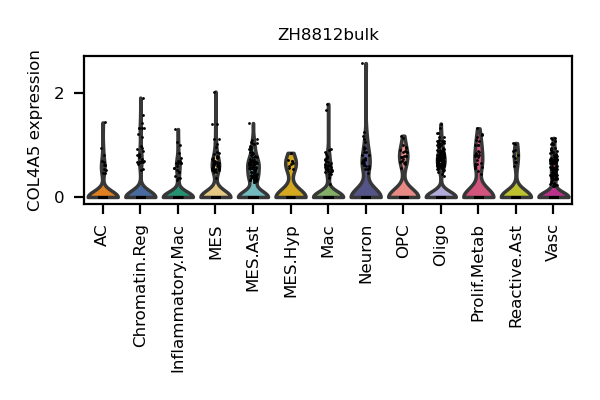 ZH8812bulk
COL4A5 expression
2
0
AC
Chromatin.Reg
Inflammatory.Mac
MES
MES.Ast
MES.Hyp
Mac
Neuron
OPC
Oligo
Prolif.Metab
Reactive.Ast
Vasc